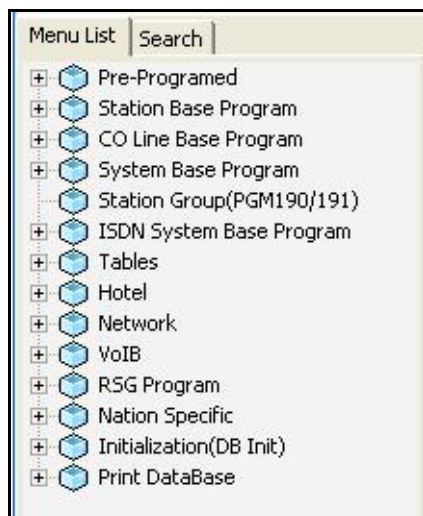 Menu List Search
Pre-Programed
Station Base Program
CO Line Base Program
System Base Program
Station Group(PGM190/191)
ISDN System Base Program
Tables
Hotel
Network
VoIB
RSG Program
Nation Specific
Initialization(DB Init)
Print DataBase